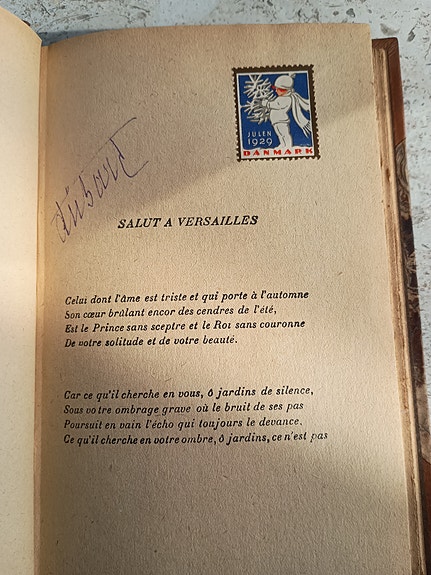 JULEN
1929
DANMARK
SALUT A VERSAILLES
Celui dont l'âme est triste et qui porte à l'automne
Son cœur brûlant encor des cendres de l'été,
Est le Prince sans sceptre et le Roi sans couronne
De votre solitude et de votre beauté.
Car ce qu'il cherche en vous, ô jardins de silence,
Sous votre ombrage grave où le bruit de ses pas
Poursuit en vain l'écho qui toujours le devance,
Ce qu'il cherche en votre ombre, ô jardins, ce n'est pas